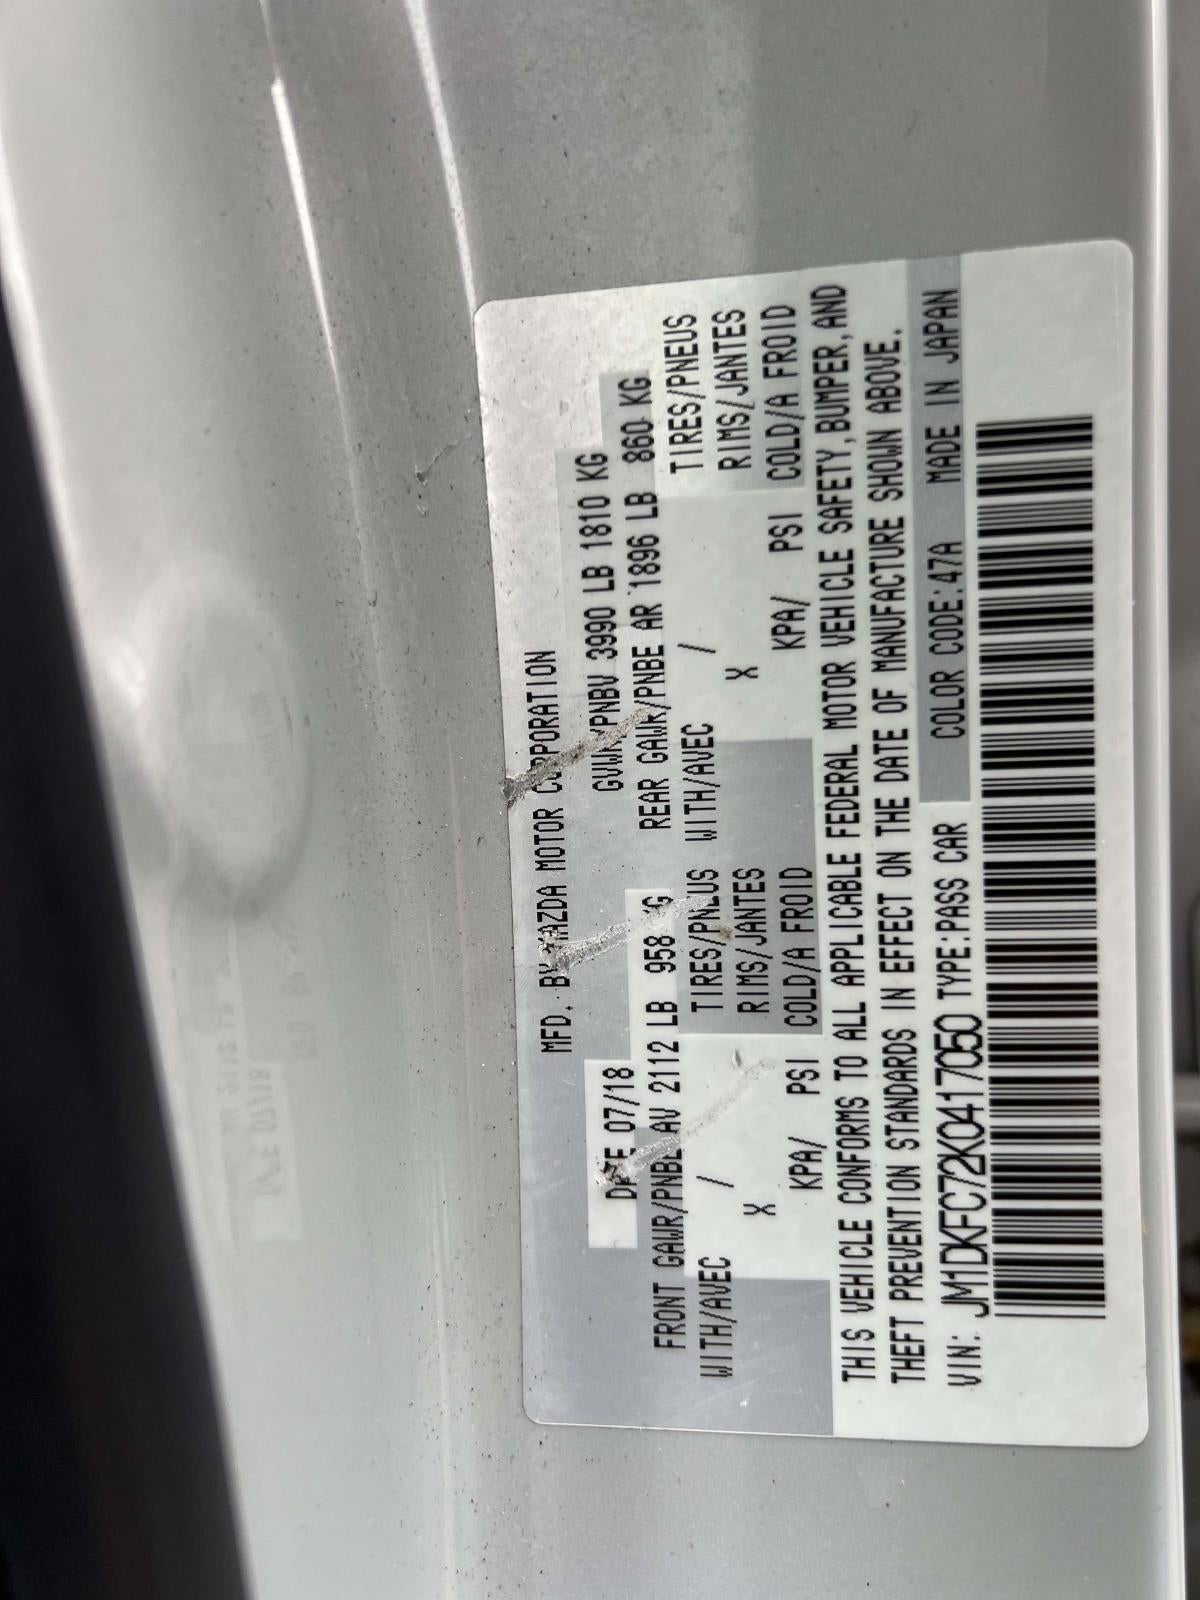 MFD. BY MAZDA MOTOR CORPORATION
DATE 07/18 GVWR/PNBV 3990 LB 1810 KG
FRONT GAWR/PNBE AV 2112 LB 958 KG REAR GAWR/PNBE AR 1896 LB 860 KG
WITH/AVEC / TIRES/PNEUS WITH/AVEC / TIRES/PNEUS
X RIMS/JANTES X RIMS/JANTES
KPA/ PSI COLD/A FROID KPA/ PSI COLD/A FROID
THIS VEHICLE CONFORMS TO ALL APPLICABLE FEDERAL MOTOR VEHICLE SAFETY, BUMPER, AND
THEFT PREVENTION STANDARDS IN EFFECT ON THE DATE OF MANUFACTURE SHOWN ABOVE.
VIN: JM1DKFC72K0417050 TYPE:PASS CAR COLOR CODE:47A MADE IN JAPAN